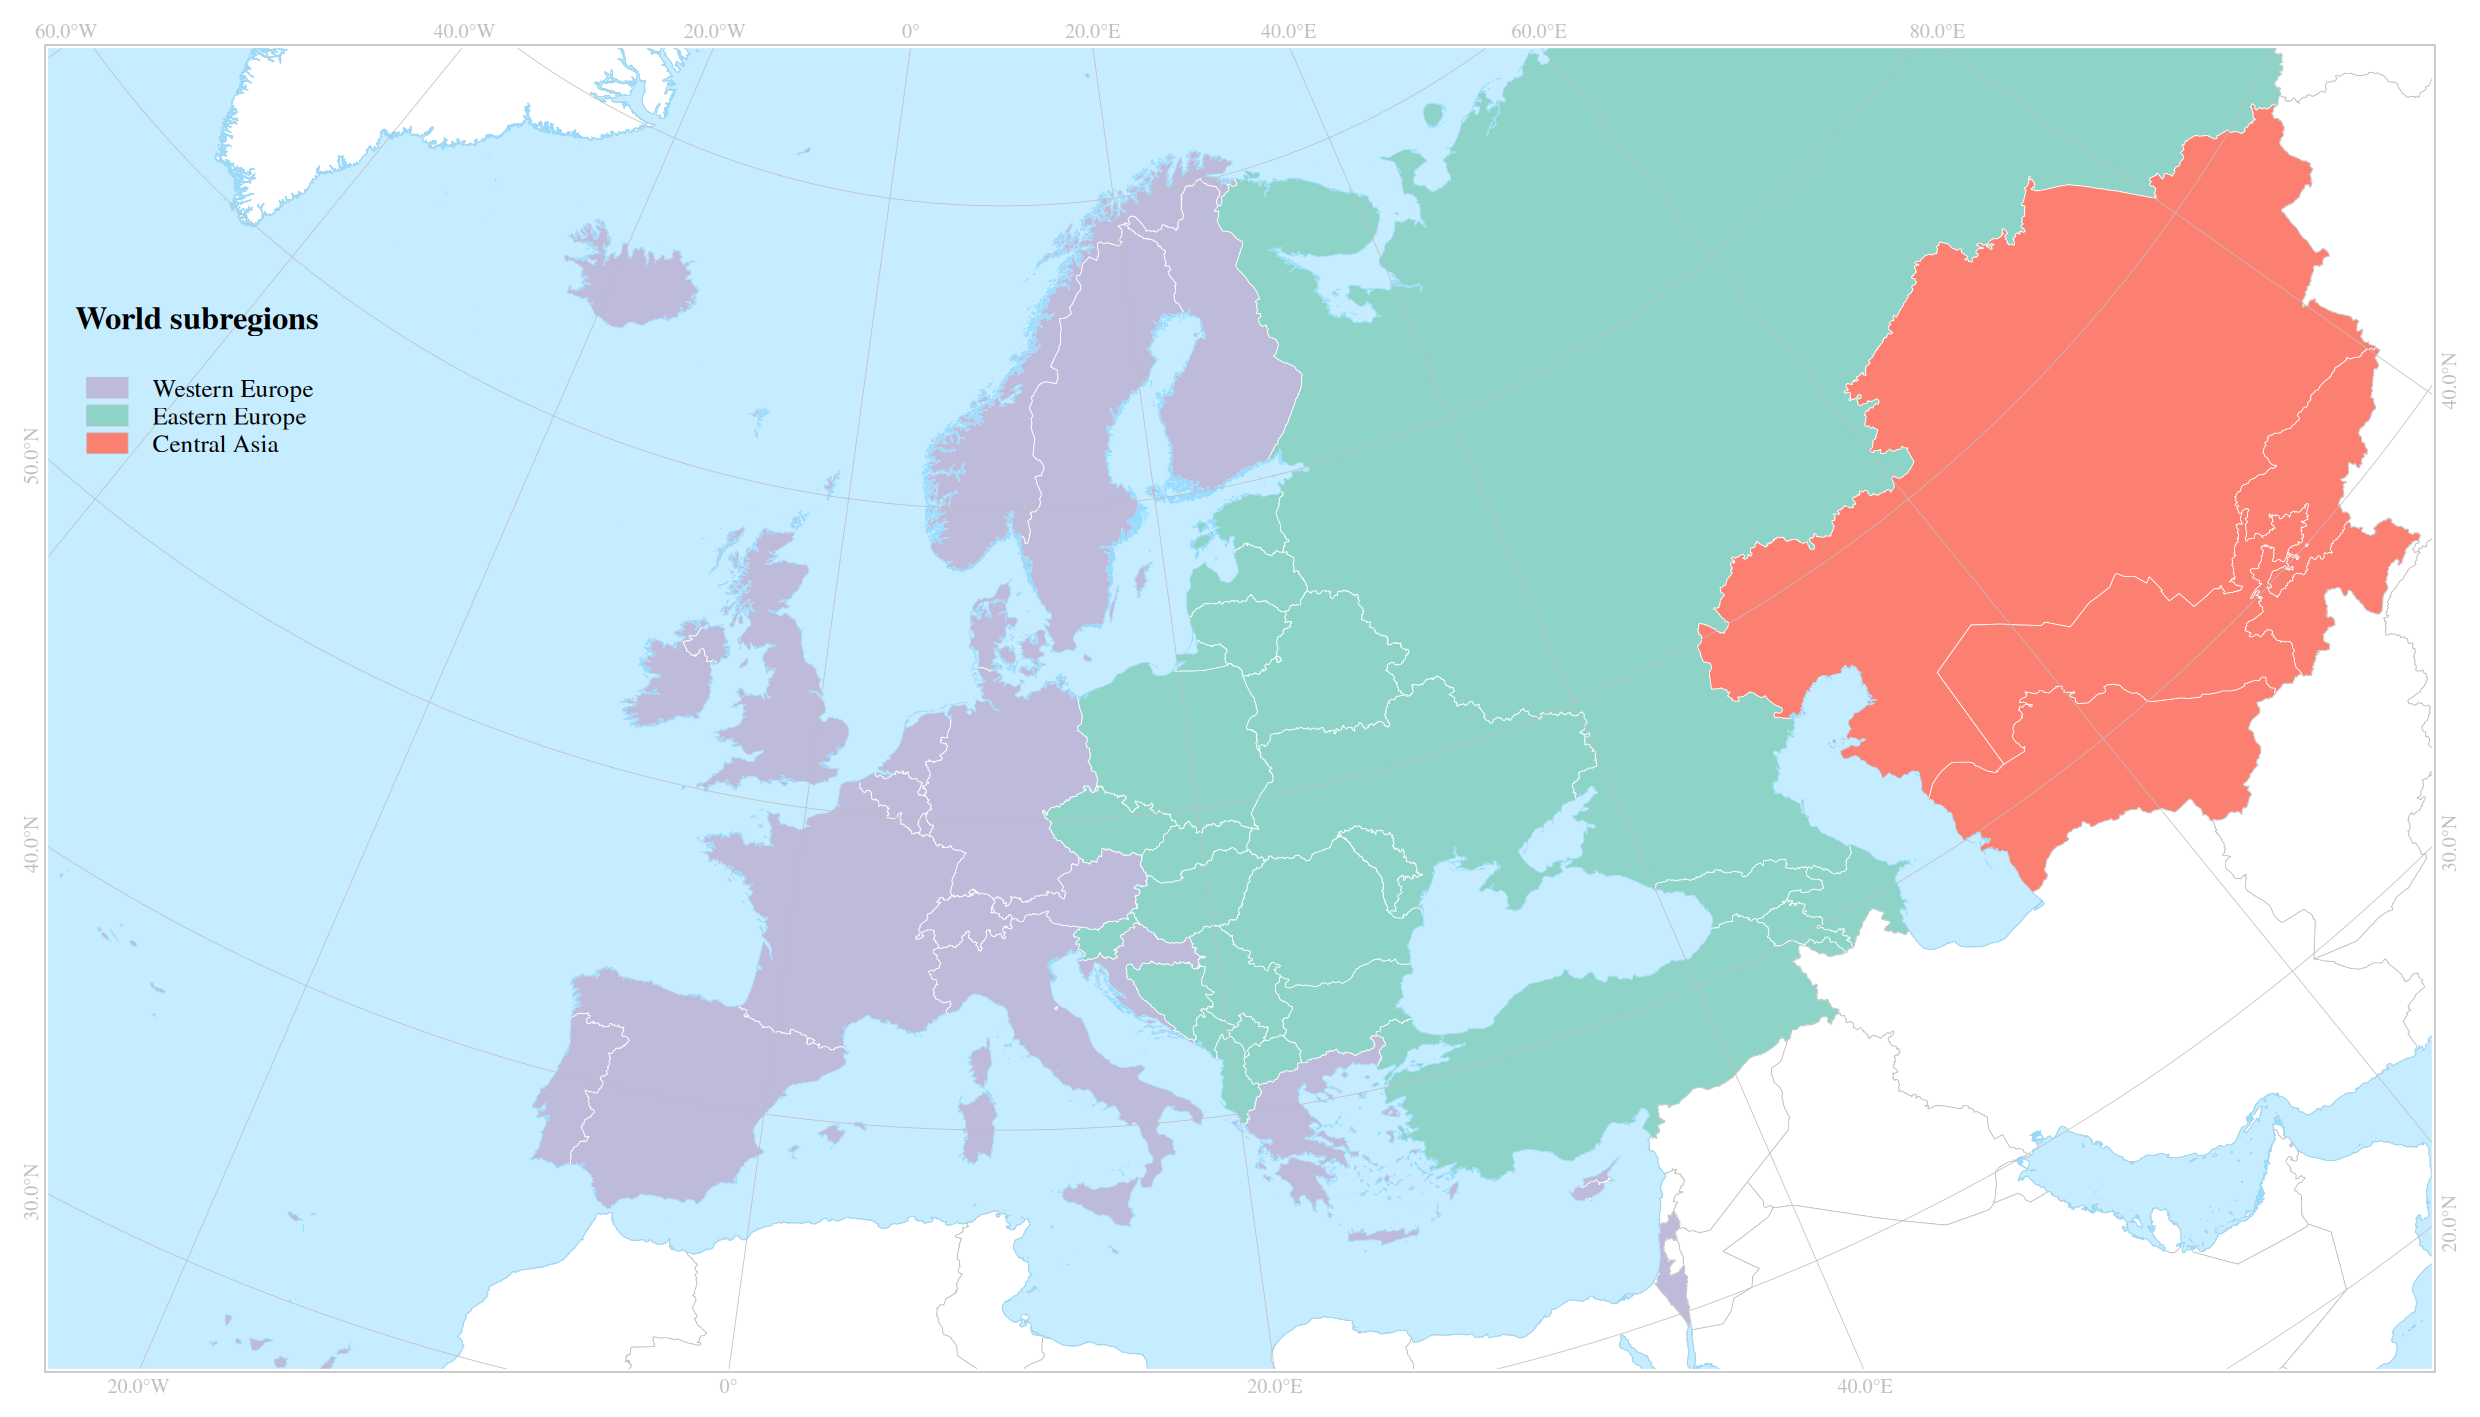 60.0°W 40.0°W 20.0°W 0° 20.0°E 40.0°E 60.0°E 80.0°E
World subregions
Western Europe
Eastern Europe
Central Asia
50.0°N
40.0°N
30.0°N
40.0°N
30.0°N
20.0°N
20.0°W 0° 20.0°E 40.0°E